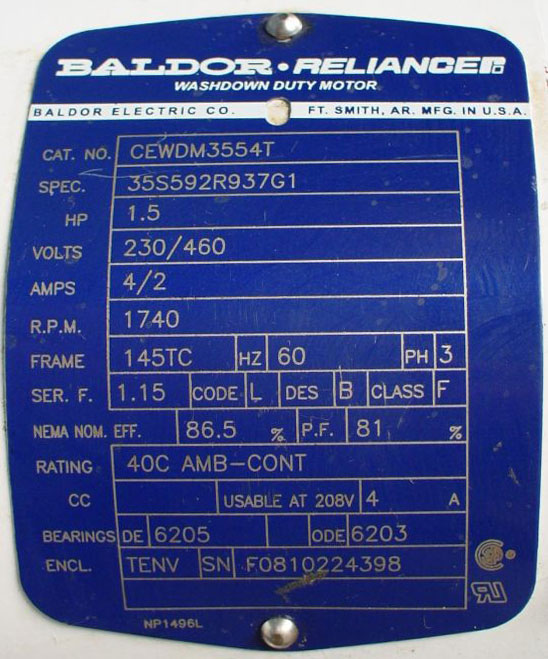 BALDOR • RELIANCE
WASHDOWN DUTY MOTOR
BALDOR ELECTRIC CO. FT. SMITH, AR. MFG. IN U.S.A.
CAT. NO. CEWDM3554T
SPEC. 35S592R937G1
HP 1.5
VOLTS 230/460
AMPS 4/2
R.P.M. 1740
FRAME 145TC HZ 60 PH 3
SER. F. 1.15 CODE L DES B CLASS F
NEMA NOM. EFF. 86.5 % P.F. 81 %
RATING 40C AMB-CONT
CC USABLE AT 208V 4 A
BEARINGS DE 6205 ODE 6203
ENCL. TENV SN F0810224398
NP1496L